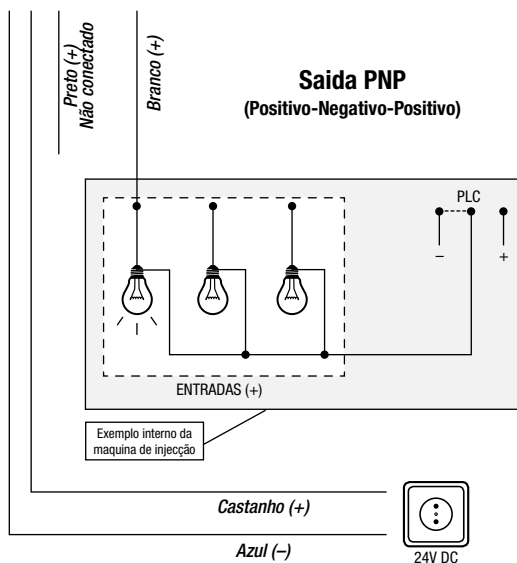 Preto (+)
Não conectado
Branco (+)
Saida PNP
(Positivo-Negativo-Positivo)
PLC
–
+
ENTRADAS (+)
Exemplo interno da
maquina de injecção
Castanho (+)
Azul (–)
24V DC